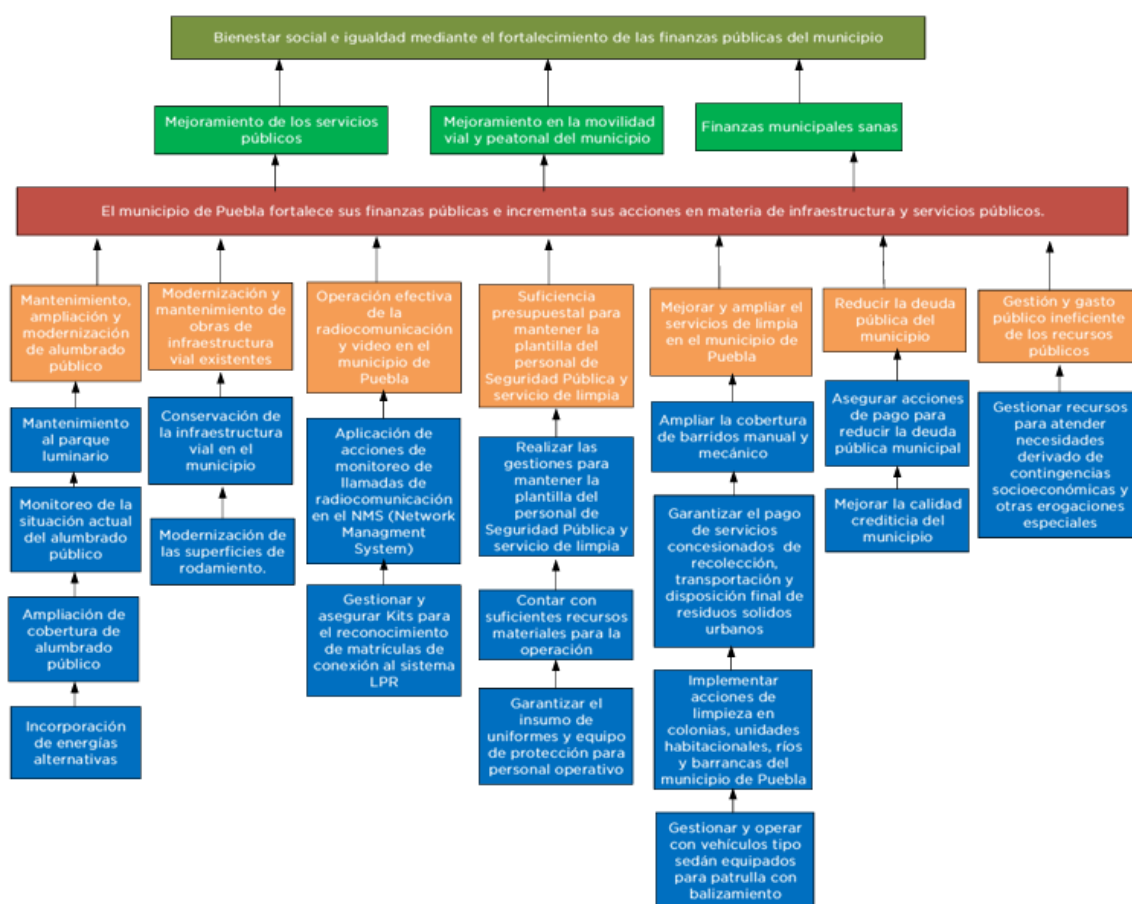 Bienestar social e igualdad mediante el fortalecimiento de las finanzas públicas del municipio
Mejoramiento de los servicios
públicos
Mejoramiento en la movilidad
vial y peatonal del municipio
Finanzas municipales sanas
El municipio de Puebla fortalece sus finanzas públicas e incrementa sus acciones en materia de infraestructura y servicios públicos.
Mantenimiento,
ampliación y
modernización
de alumbrado
público
Mantenimiento
al parque
luminario
Monitoreo de la
situación actual
del alumbrado
público
Ampliación de
cobertura de
alumbrado
público
Incorporación
de energías
alternativas
Modernización y
mantenimiento de
obras de
infraestructura
vial existentes
Conservación de
la infraestructura
vial en el
municipio
Modernización de
las superficies de
rodamiento.
Operación efectiva
de la
radiocomunicación
y video en el
municipio de
Puebla
Aplicación de
acciones de
monitoreo de
llamadas de
radiocomunicación
en el NMS (Network
Managment
System)
Gestionar y
asegurar Kits para
el reconocimiento
de matrículas de
conexión al sistema
LPR
Suficiencia
presupuestal para
mantener la
plantilla del
personal de
Seguridad Pública y
servicio de limpia
Realizar las
gestiones para
mantener la
plantilla del
personal de
Seguridad Pública y
servicio de limpia
Contar con
suficientes recursos
materiales para la
operación
Garantizar el
insumo de
uniformes y equipo
de protección para
personal operativo
Mejorar y ampliar el
servicios de limpia
en el municipio de
Puebla
Ampliar la cobertura
de barridos manual y
mecánico
Garantizar el pago
de servicios
concesionados de
recolección,
transportación y
disposición final de
residuos solidos
urbanos
Implementar
acciones de
limpieza en
colonias, unidades
habitacionales, ríos
y barrancas del
municipio de Puebla
Gestionar y operar
con vehículos tipo
sedán equipados
para patrulla con
balizamiento
Reducir la deuda
pública del
municipio
Asegurar acciones
de pago para
reducir la deuda
pública municipal
Mejorar la calidad
crediticia del
municipio
Gestión y gasto
público ineficiente
de los recursos
públicos
Gestionar recursos
para atender
necesidades
derivado de
contingencias
socioeconómicas y
otras erogaciones
especiales